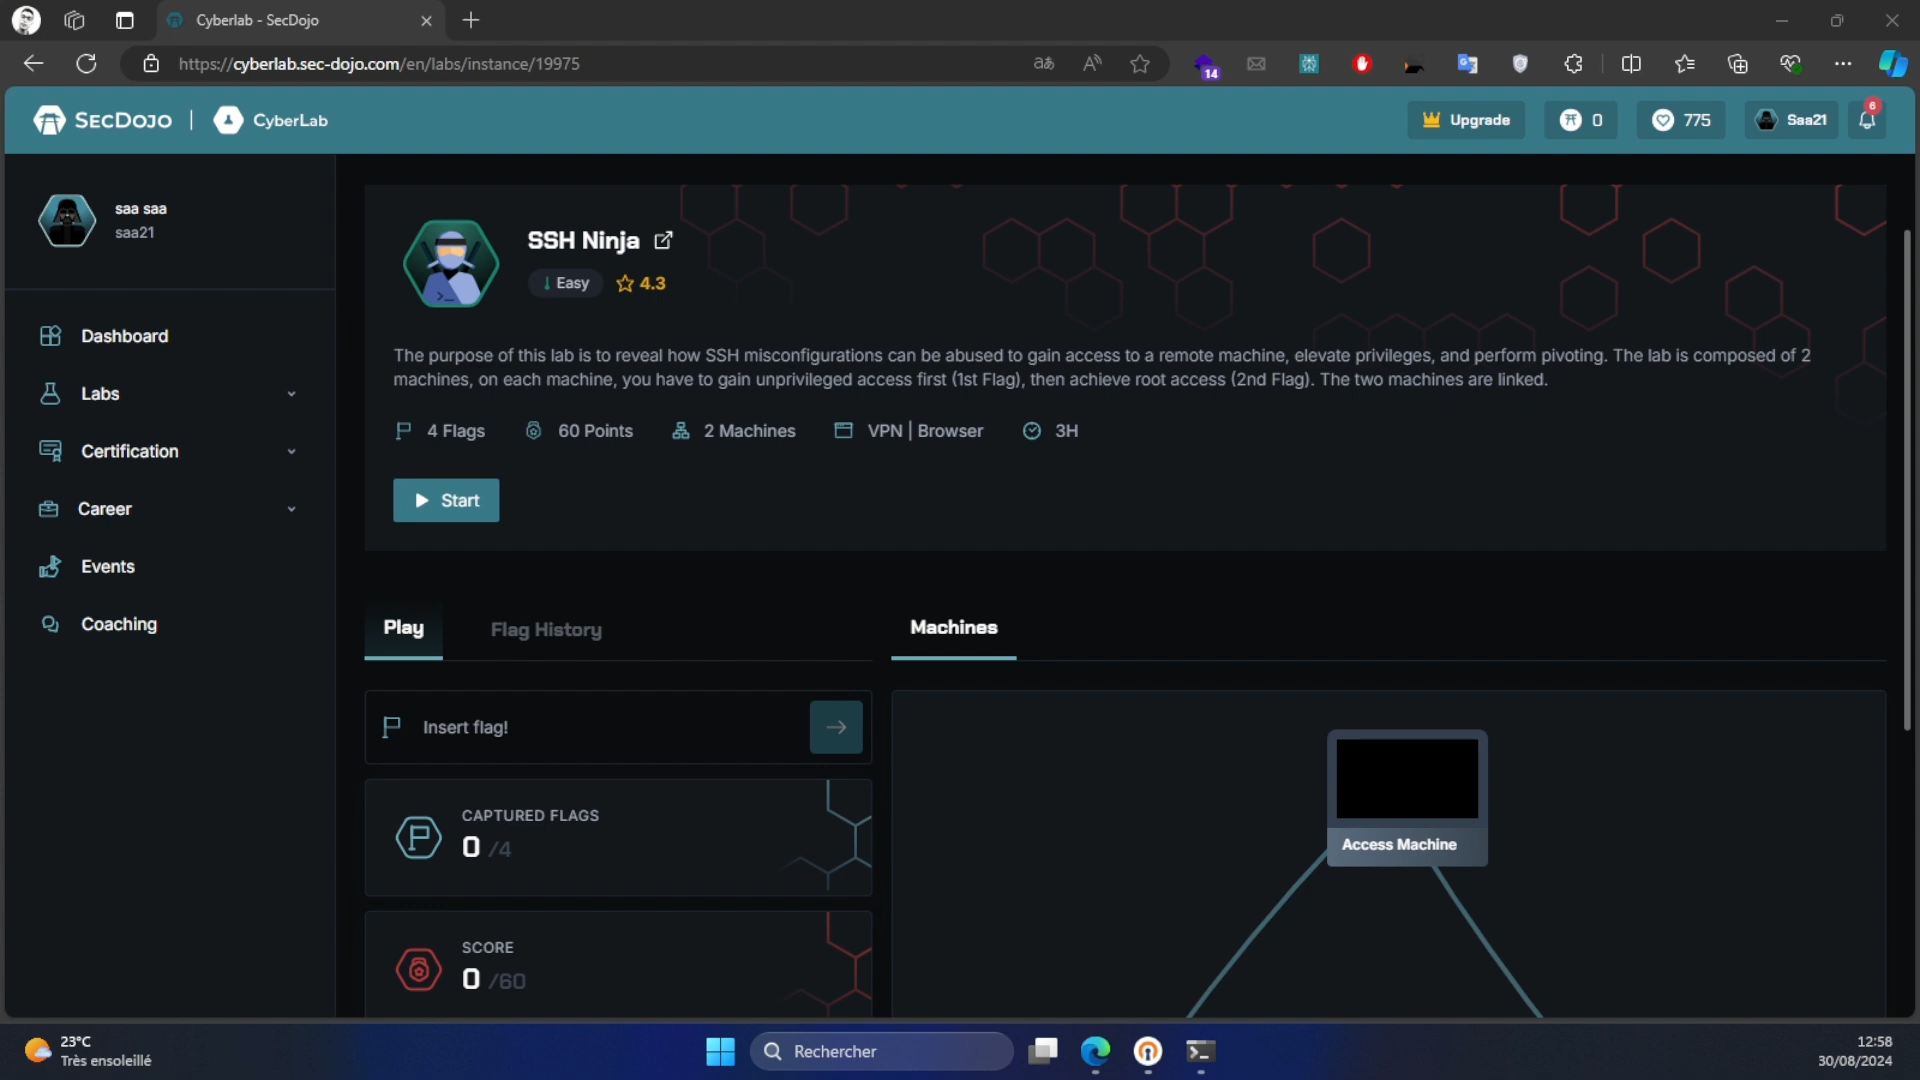 Cyberlab - SecDojo
https://cyberlab.sec-dojo.com/en/labs/instance/19975
aあ
A
14
SECDOJO | CyberLab
Upgrade
0
775
Saa21
6
saa saa
saa21
Dashboard
Labs
Certification
Career
Events
Coaching
SSH Ninja
Easy
4.3
The purpose of this lab is to reveal how SSH misconfigurations can be abused to gain access to a remote machine, elevate privileges, and perform pivoting. The lab is composed of 2
machines, on each machine, you have to gain unprivileged access first (1st Flag), then achieve root access (2nd Flag). The two machines are linked.
4 Flags
60 Points
2 Machines
VPN | Browser
3H
Start
Play
Flag History
Machines
Insert flag!
CAPTURED FLAGS
0 /4
SCORE
0 /60
Access Machine
23°C
Très ensoleillé
Rechercher
12:58
30/08/2024